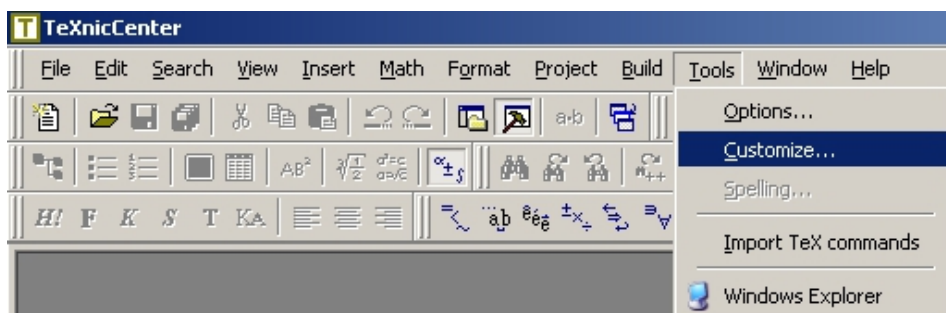 TeXnicCenter
File Edit Search View Insert Math Format Project Build Tools Window Help
Options...
Customize...
Spelling...
Import TeX commands
Windows Explorer